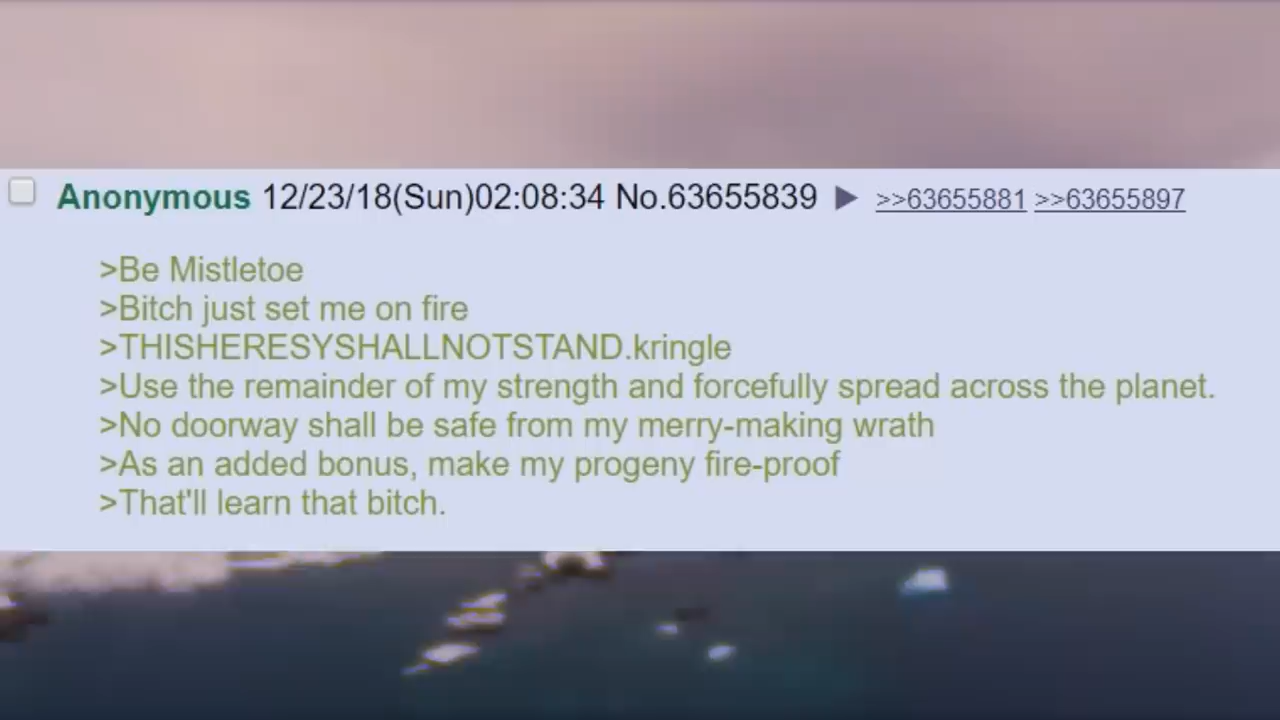 Anonymous 12/23/18(Sun)02:08:34 No.63655839 ▶ >>63655881 >>63655897
>Be Mistletoe
>Bitch just set me on fire
>THISHERESYSHALLNOTSTAND.kringle
>Use the remainder of my strength and forcefully spread across the planet.
>No doorway shall be safe from my merry-making wrath
>As an added bonus, make my progeny fire-proof
>That'll learn that bitch.